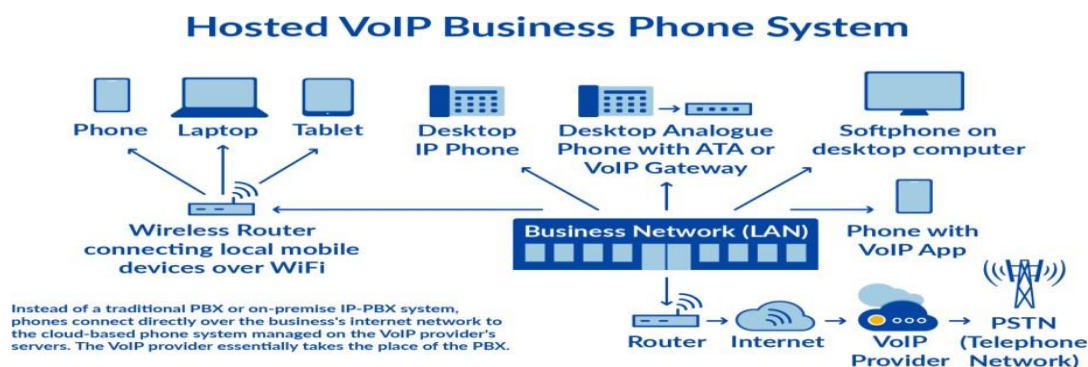 Hosted VoIP Business Phone System
Phone
Laptop
Tablet
Desktop
IP Phone
Desktop Analogue
Phone with ATA or
VoIP Gateway
Softphone on
desktop computer
Wireless Router
connecting local mobile
devices over WiFi
Business Network (LAN)
Phone with
VoIP App
Instead of a traditional PBX or on-premise IP-PBX system,
phones connect directly over the business's internet network to
the cloud-based phone system managed on the VoIP provider's
servers. The VoIP provider essentially takes the place of the PBX.
Router
Internet
VoIP
Provider
PSTN
(Telephone
Network)